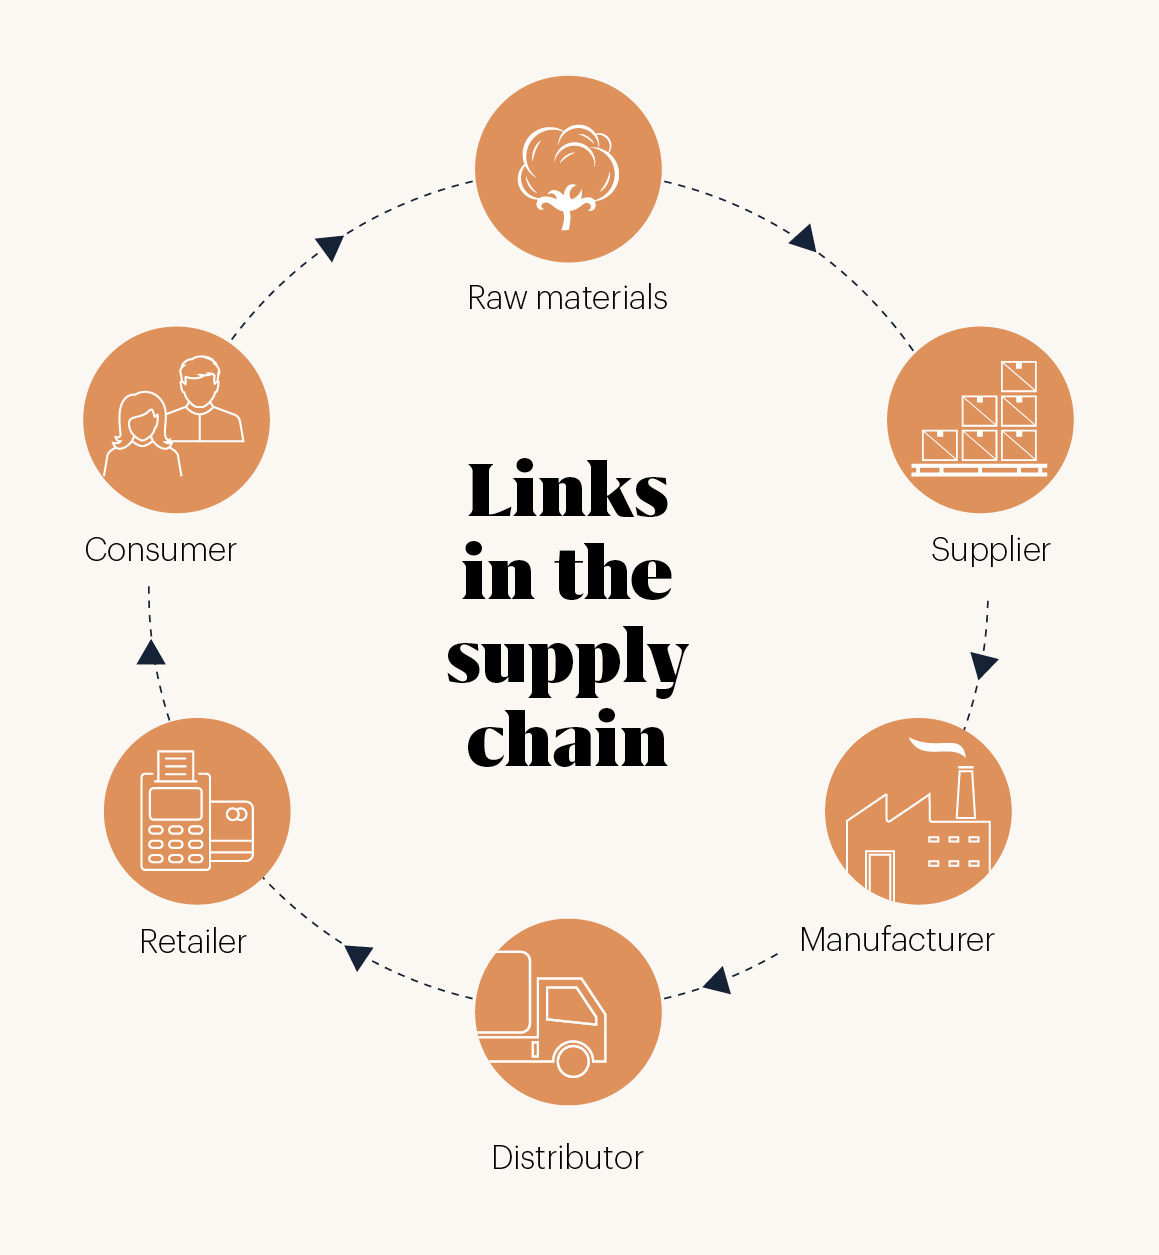 Raw materials
Consumer
Supplier
Links
in the
supply
chain
Retailer
Manufacturer
Distributor